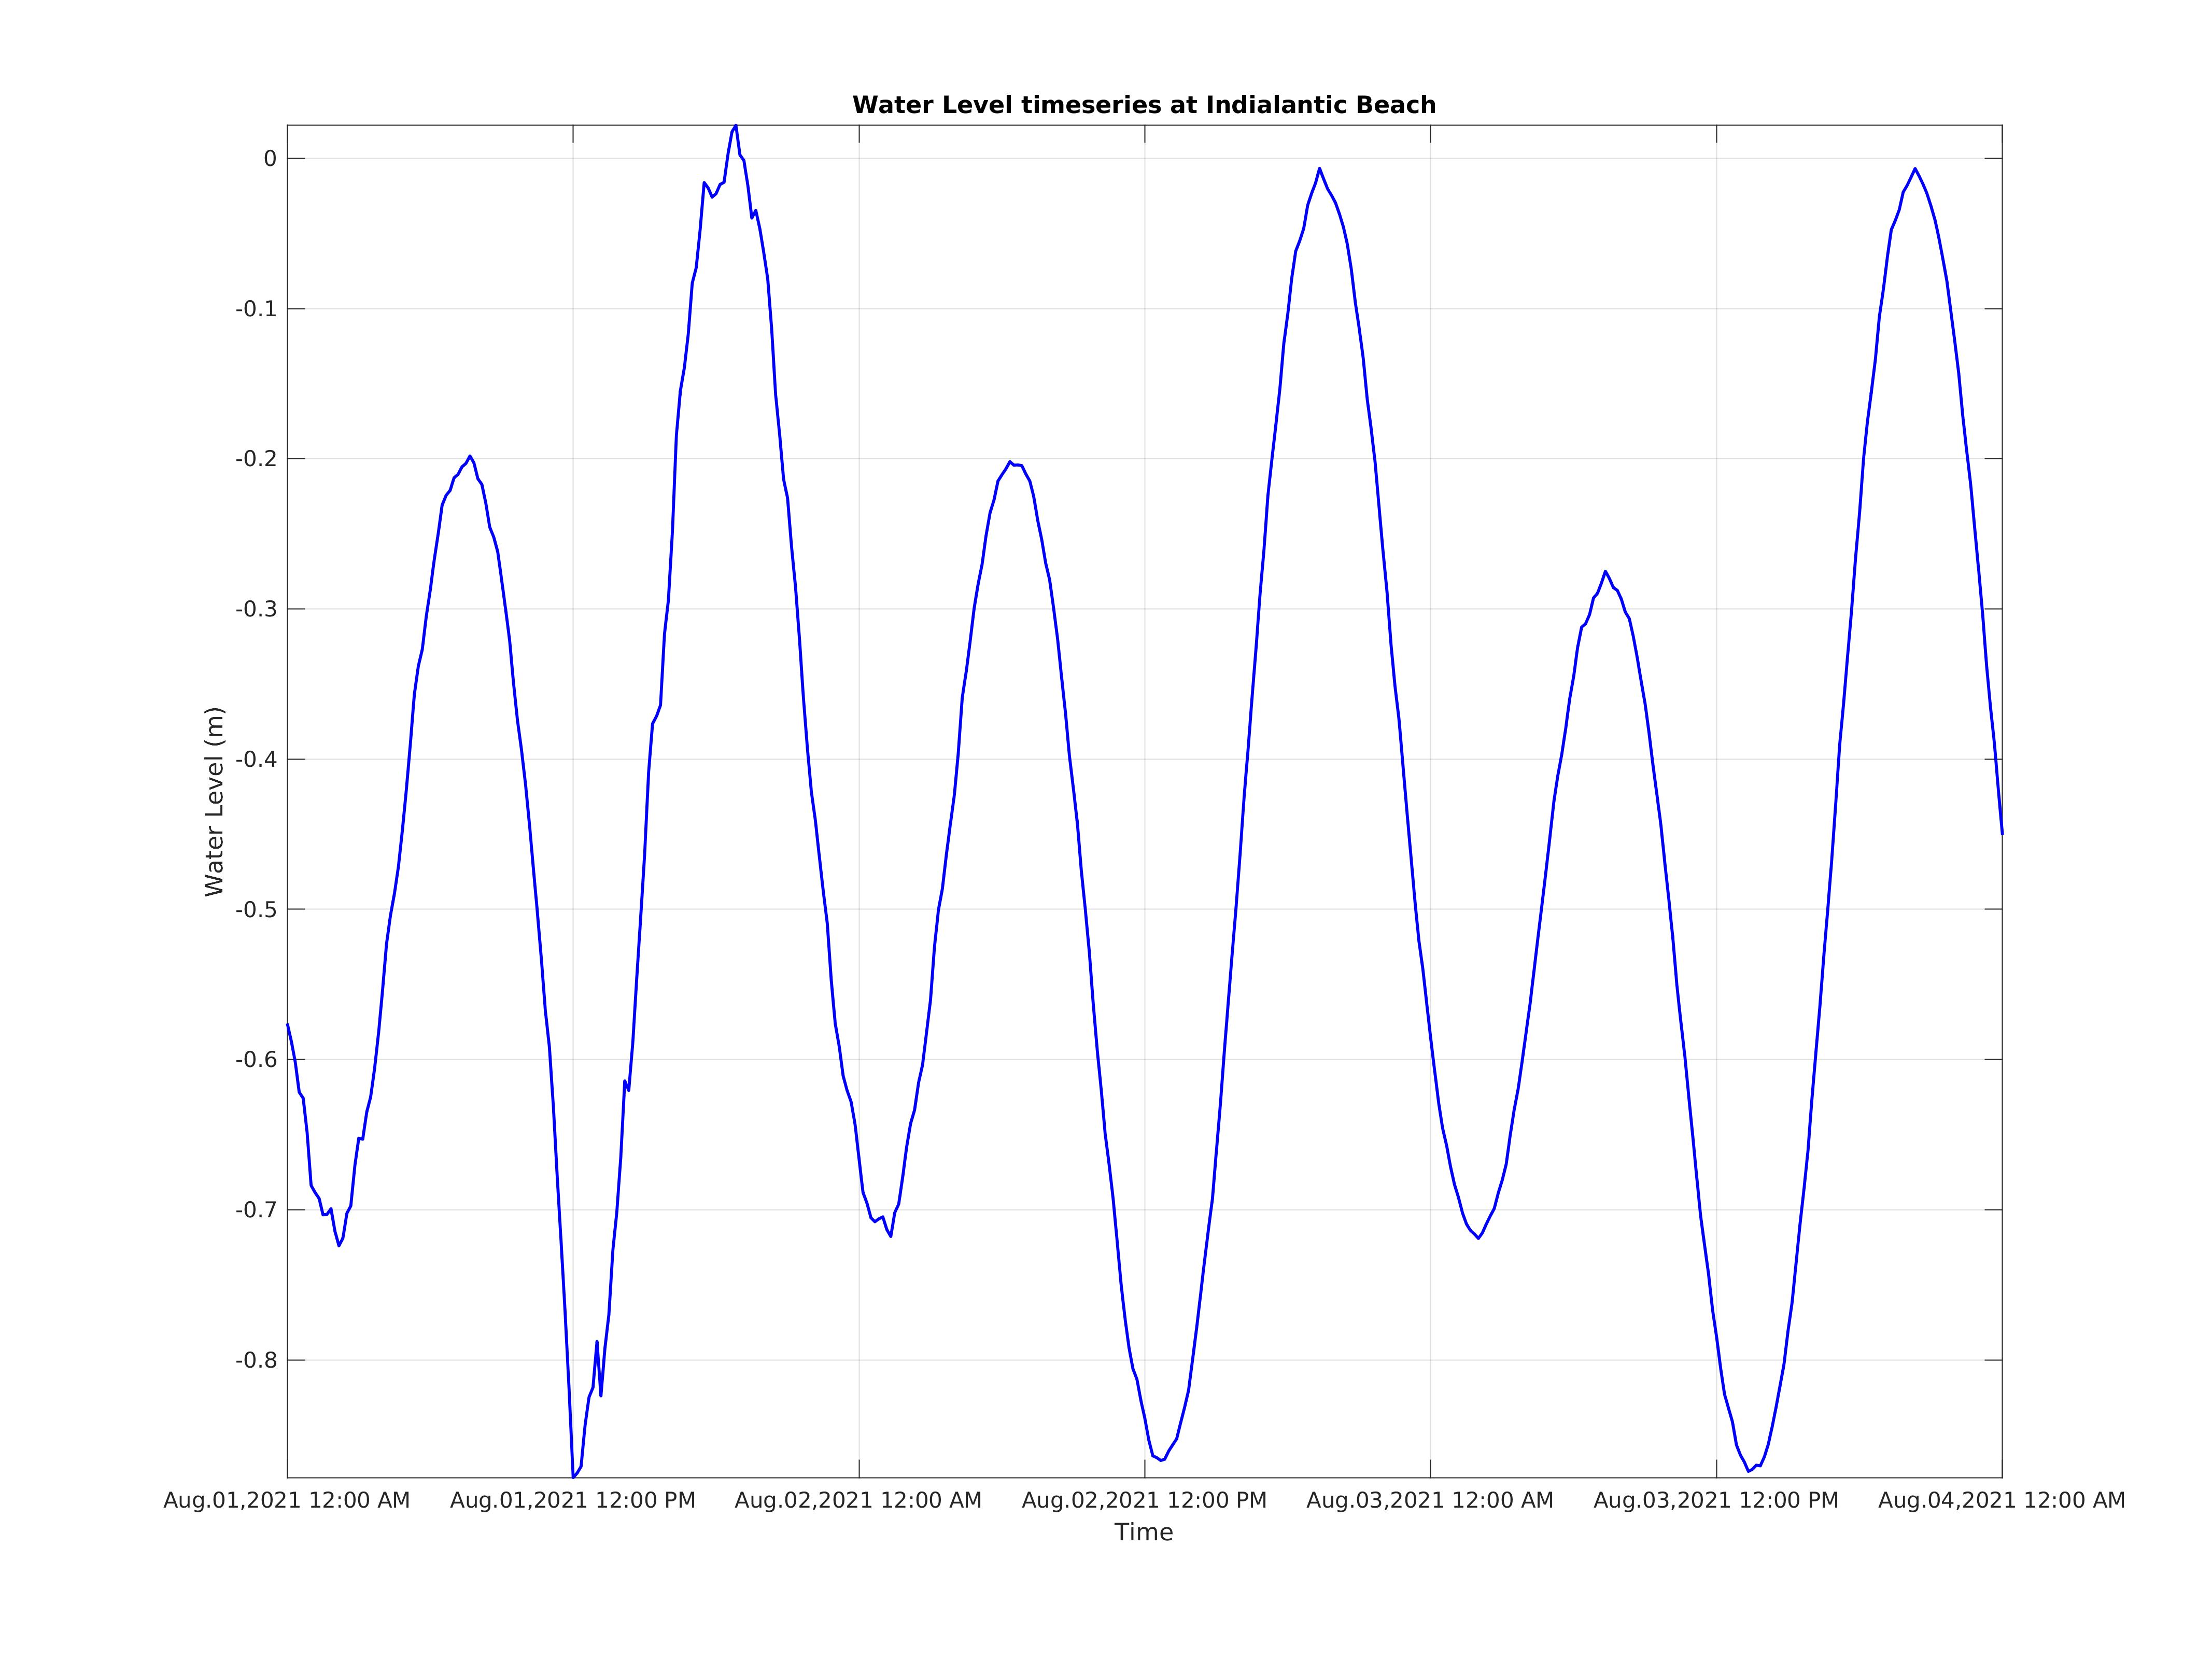 Water Level timeseries at Indialantic Beach
0
-0.1
-0.2
-0.3
-0.4
-0.5
-0.6
-0.7
-0.8
Water Level (m)
Aug.01,2021 12:00 AM
Aug.01,2021 12:00 PM
Aug.02,2021 12:00 AM
Aug.02,2021 12:00 PM
Aug.03,2021 12:00 AM
Aug.03,2021 12:00 PM
Aug.04,2021 12:00 AM
Time